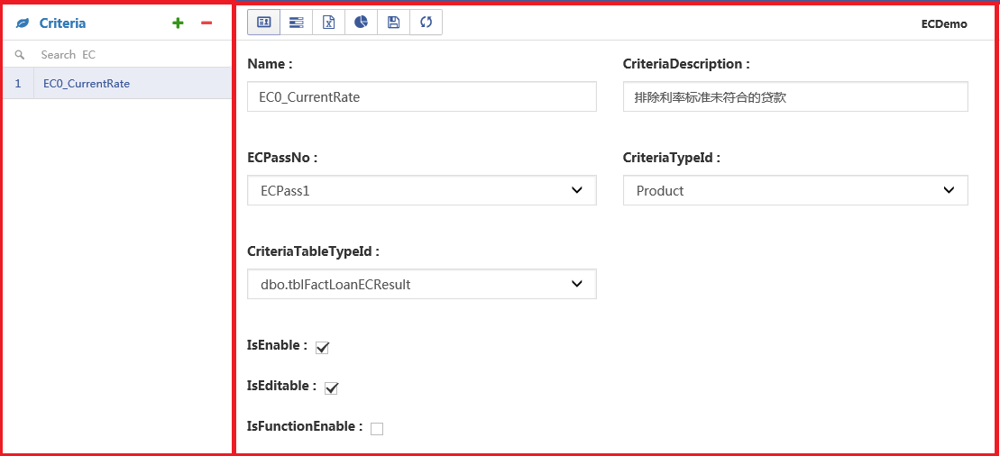 Criteria
Search EC
1 EC0_CurrentRate
ECDemo
Name :
CriteriaDescription :
EC0_CurrentRate
排除利率标准未符合的贷款
ECPassNo :
CriteriaTypeId :
ECPass1
Product
CriteriaTableTypeId :
dbo.tblFactLoanECResult
IsEnable :
IsEditable :
IsFunctionEnable :